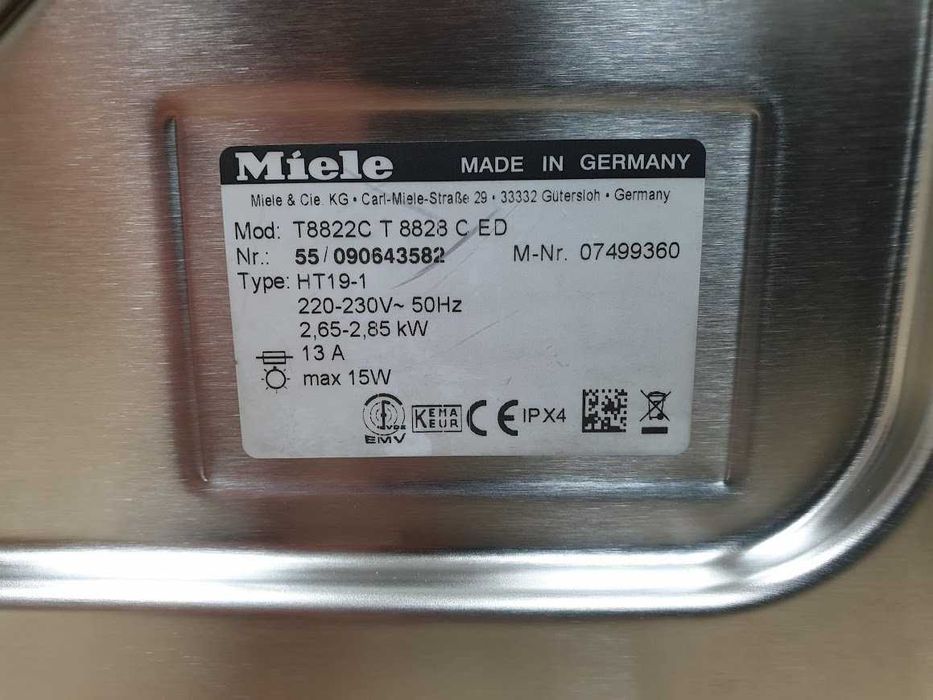 Miele MADE IN GERMANY
Miele & Cie. KG • Carl-Miele-Straße 29 • 33332 Gütersloh • Germany
Mod: T8822C T 8828 C ED
Nr.: 55/090643582 M-Nr. 07499360
Type: HT19-1
220-230V~ 50Hz
2,65-2,85 kW
13 A
max 15W
VDE
EMV
KEMA
KEUR
CE
IPX4